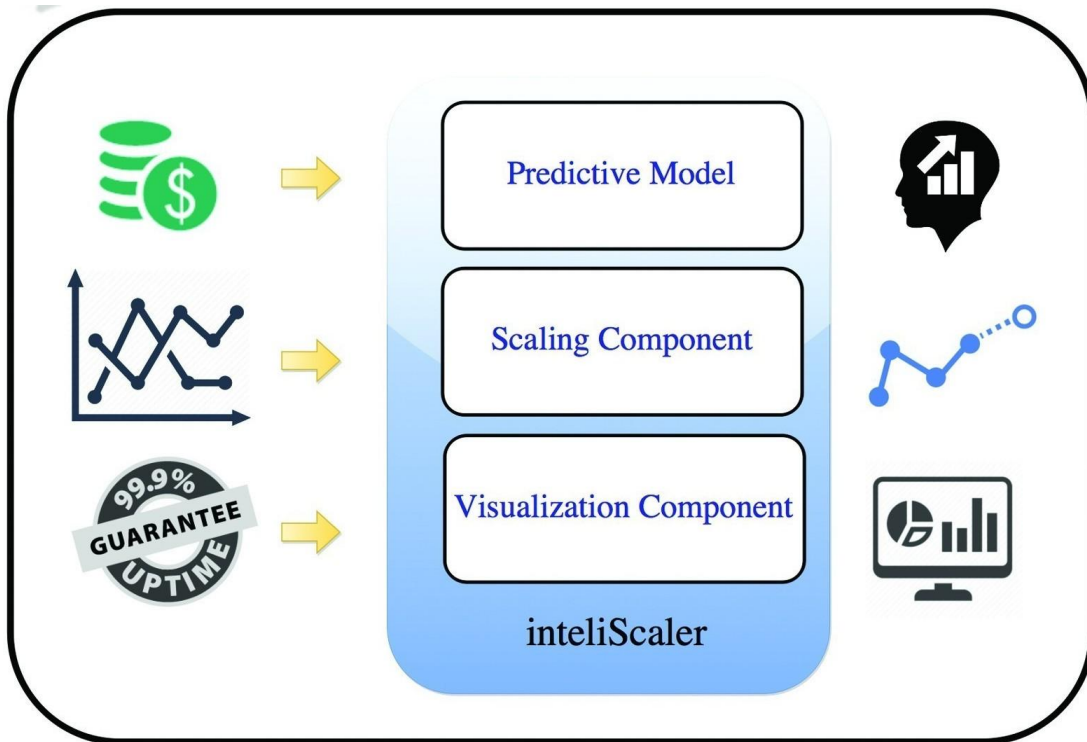 Predictive Model
$
Scaling Component
99.9%
GUARANTEE
UPTIME
Visualization Component
inteliScaler